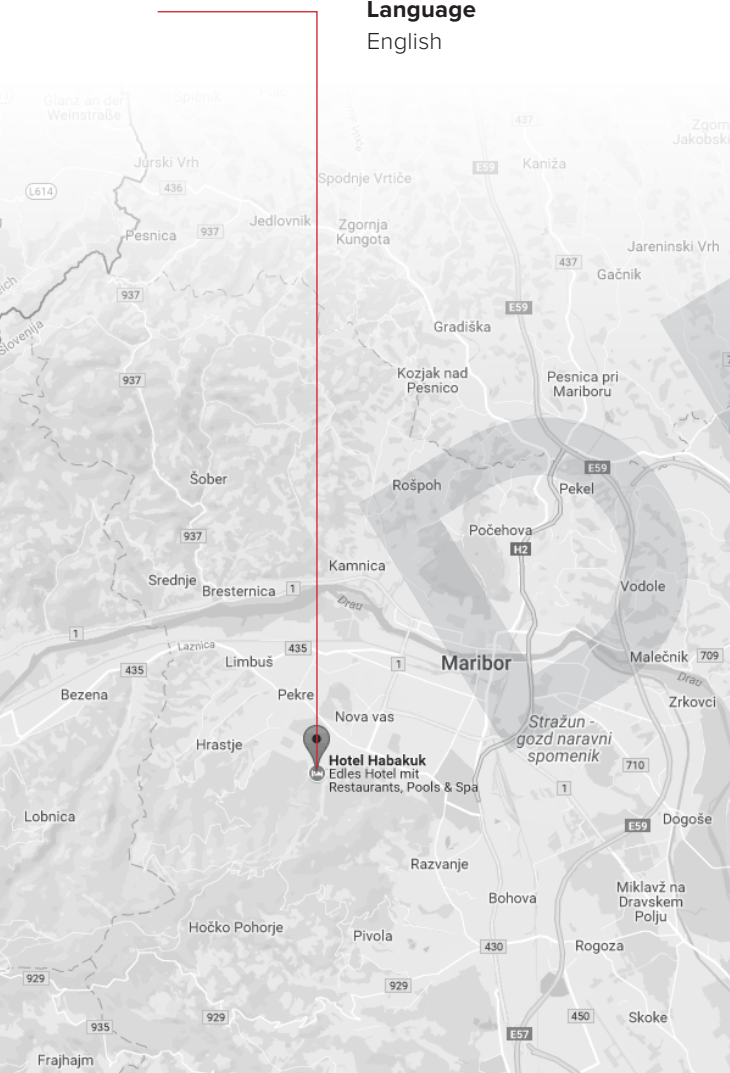 Language
English
Glanz an der
Weinstraße
Špičnik
437
Zgorn
Jakobski
Jurski Vrh
E59
Kaniža
L614
436
Spodnje Vrtiče
Jedlovnik
Zgornja
Kungota
Pesnica
937
Jareninski Vrh
437
Gačnik
937
E59
Slovenija
Gradiška
937
Kozjak nad
Pesnico
Pesnica pri
Mariboru
E59
Šober
Rošpoh
Pekel
Počehova
937
H2
Kamnica
Srednje
Bresternica
1
Vodole
Drau
1
Laznica
435
Limbuš
1
Maribor
Malečnik
709
435
Drau
Bezena
Pekre
Zrkovci
Nova vas
Stražun -
gozd naravni
spomenik
Hrastje
Hotel Habakuk
Edles Hotel mit
Restaurants, Pools & Spa
710
1
Lobnica
E59
Dogoše
Razvanje
Miklavž na
Dravskem
Polju
Bohova
Hočko Pohorje
Pivola
430
Rogoza
929
929
929
450
Skoke
935
E57
Frajhajm